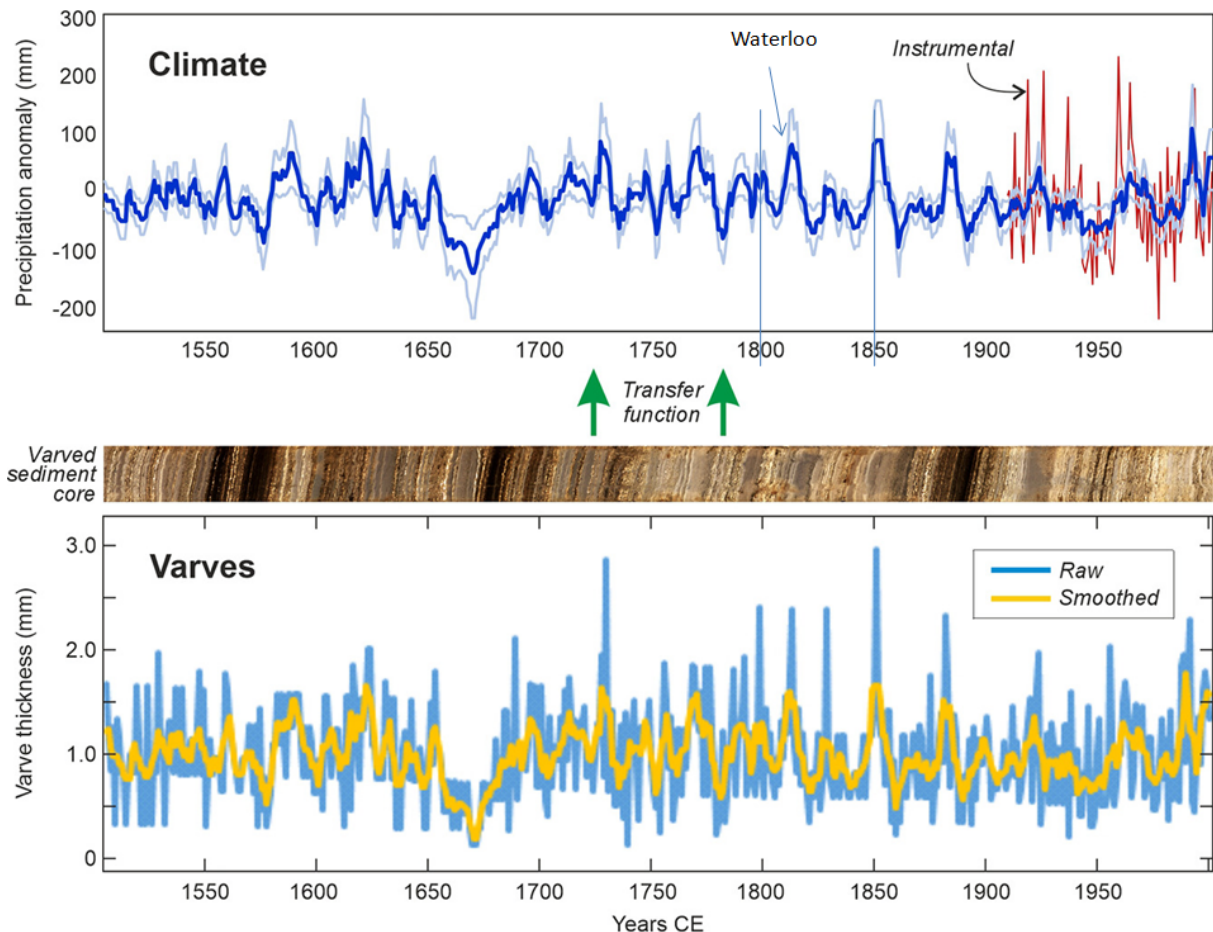 Climate
Waterloo
Instrumental
Precipitation anomaly (mm)
300
200
100
0
-100
-200
1550 1600 1650 1700 1750 1800 1850 1900 1950
Transfer
function
Varved
sediment
core
Varves
Raw
Smoothed
Varve thickness (mm)
3.0
2.0
1.0
0
1550 1600 1650 1700 1750 1800 1850 1900 1950
Years CE